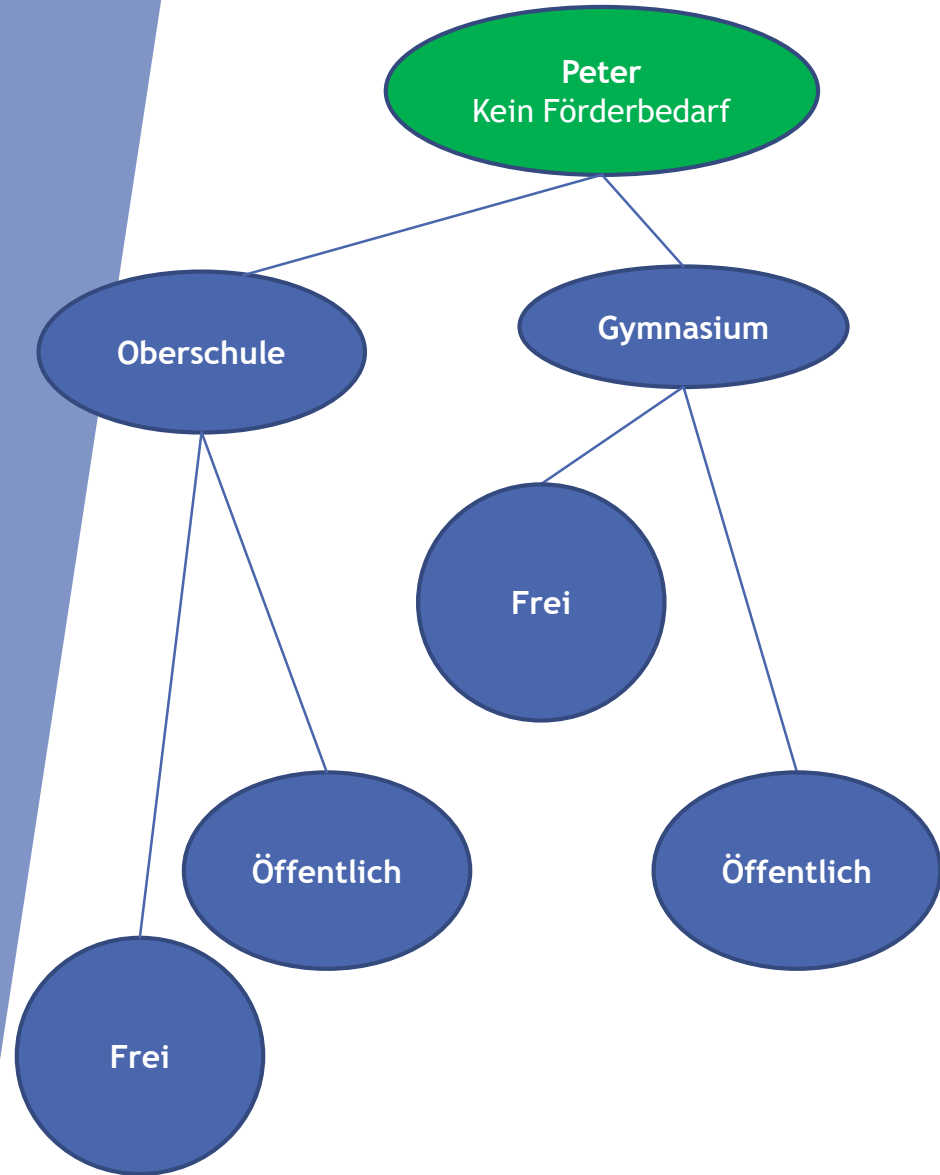 Peter
Kein Förderbedarf
Oberschule
Gymnasium
Frei
Öffentlich
Öffentlich
Frei